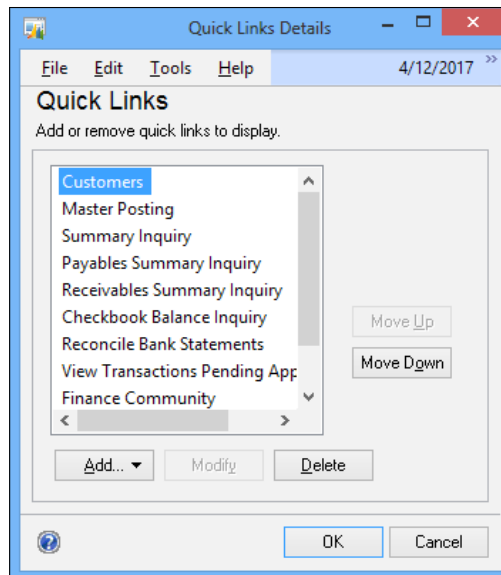 Quick Links Details
File Edit Tools Help 4/12/2017
Quick Links
Add or remove quick links to display.
Customers
Master Posting
Summary Inquiry
Payables Summary Inquiry
Receivables Summary Inquiry
Checkbook Balance Inquiry
Reconcile Bank Statements
View Transactions Pending App
Finance Community
Move Up
Move Down
Add... Modify Delete
OK Cancel